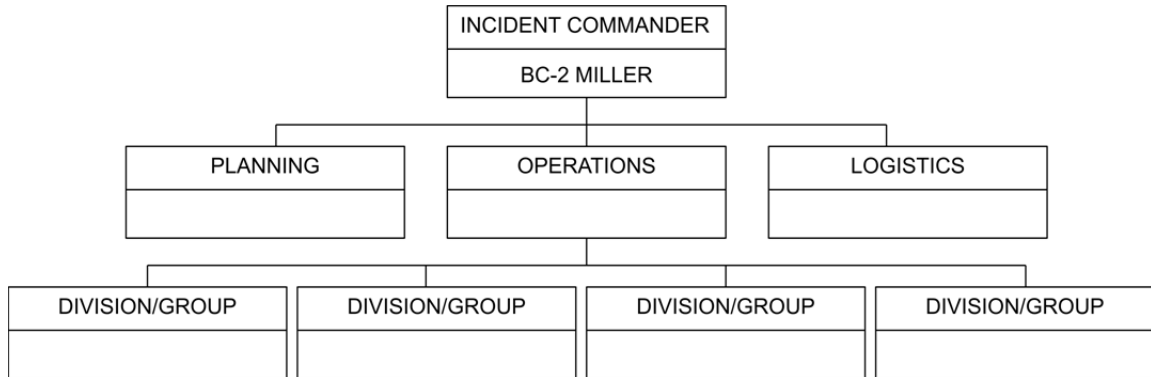 INCIDENT COMMANDER
BC-2 MILLER
PLANNING
OPERATIONS
LOGISTICS
DIVISION/GROUP
DIVISION/GROUP
DIVISION/GROUP
DIVISION/GROUP